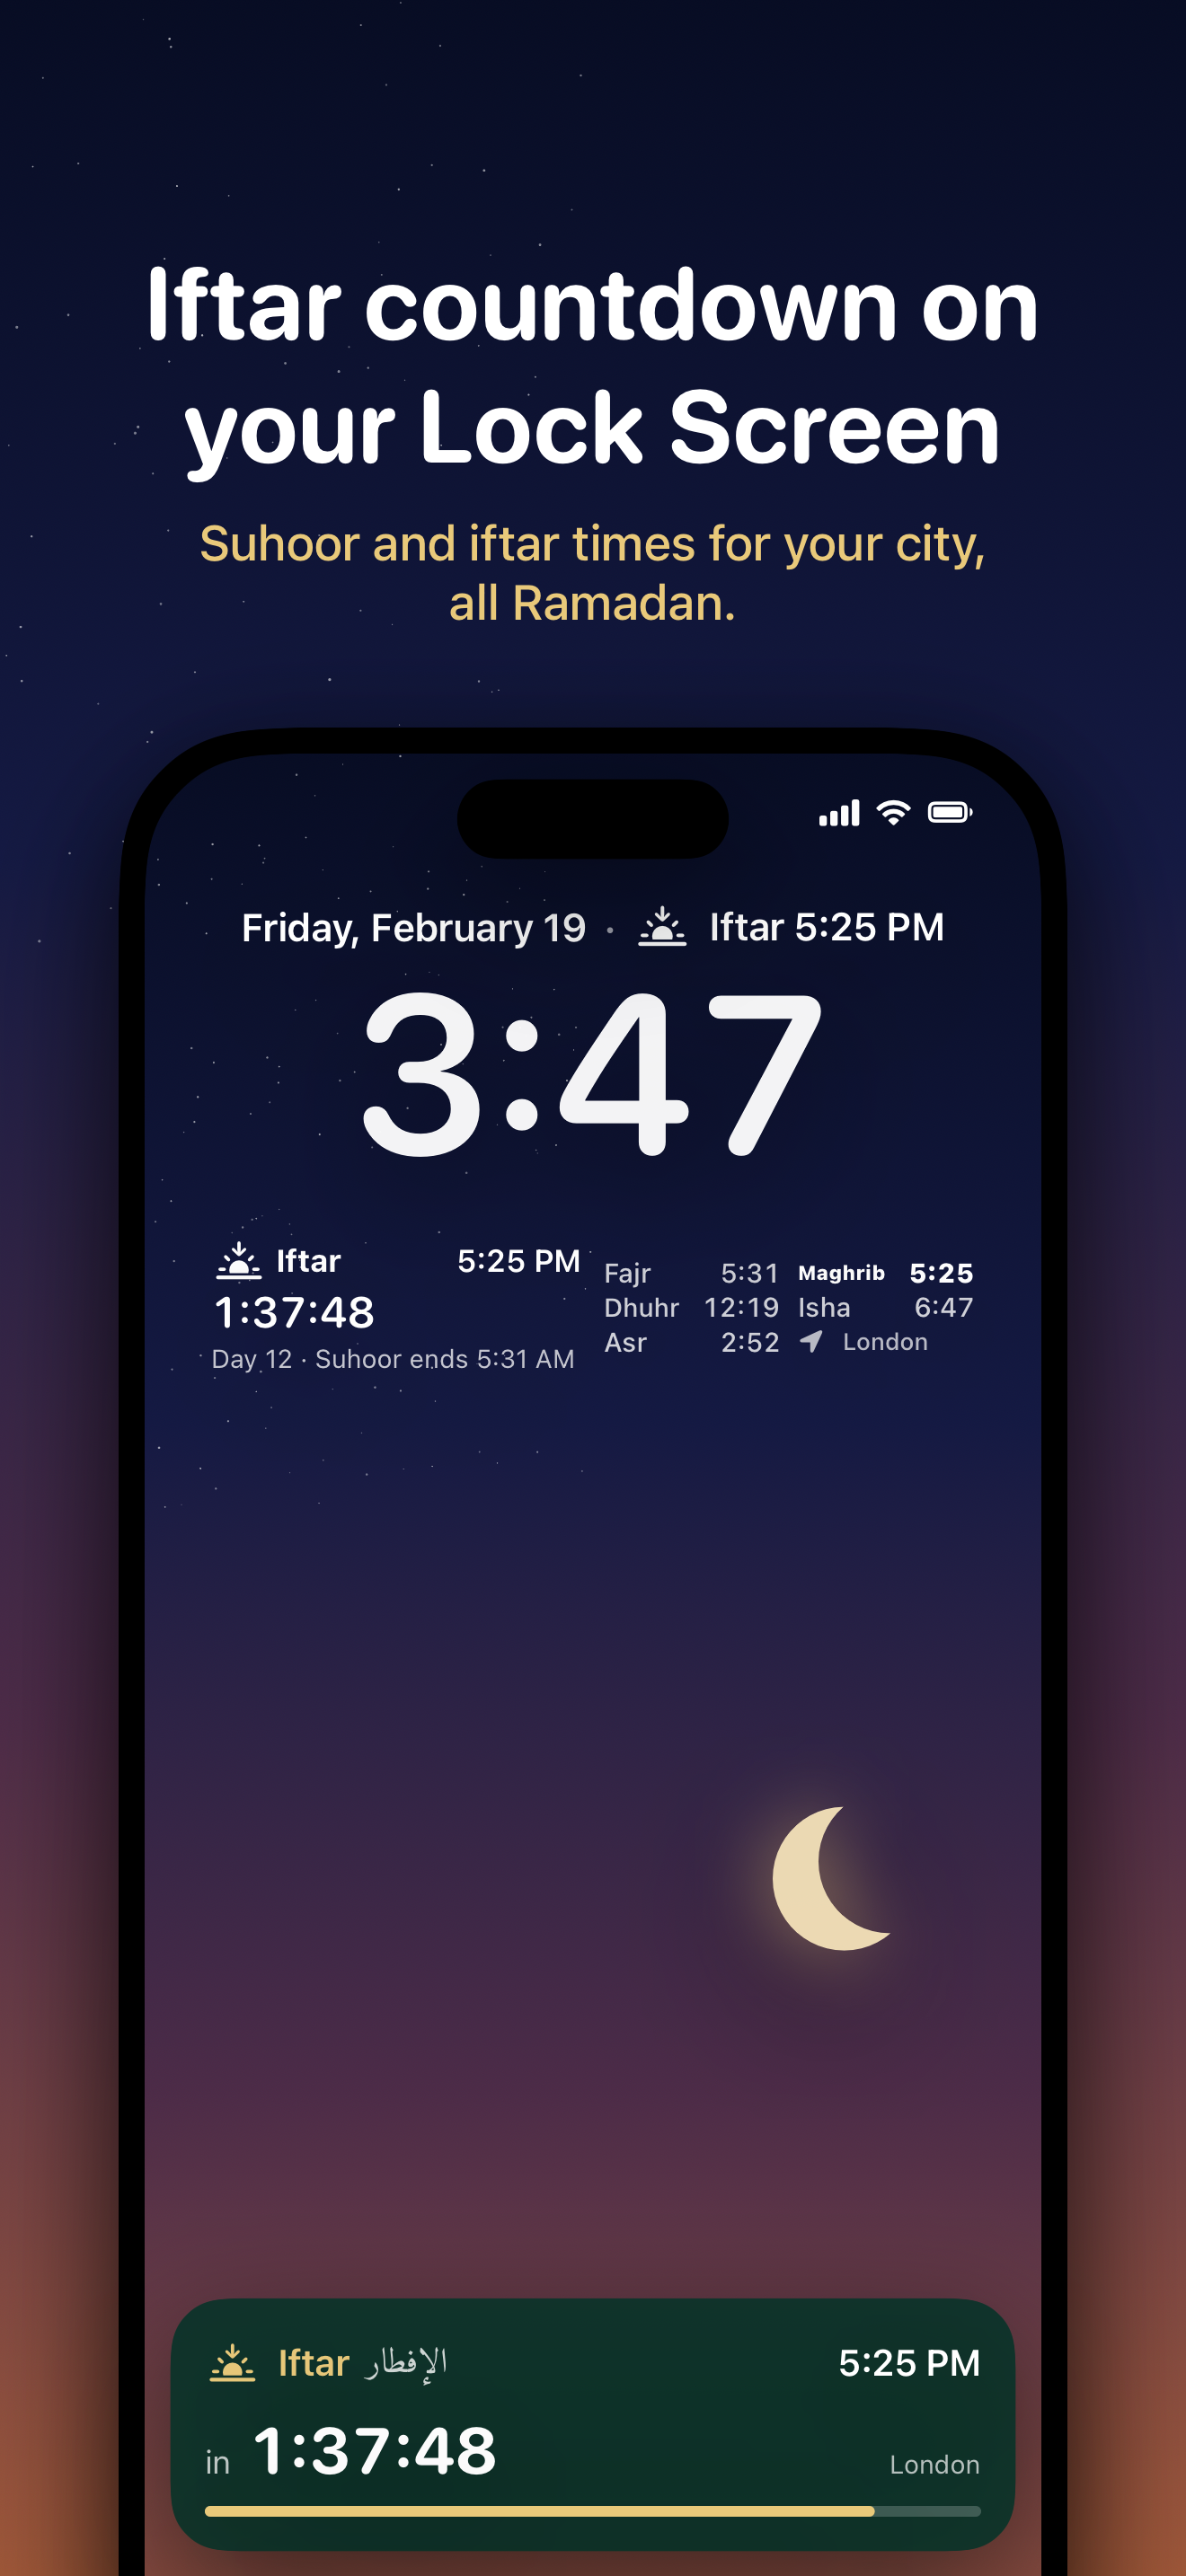 Iftar countdown on
your Lock Screen
Suhoor and iftar times for your city,
all Ramadan.
Friday, February 19 · Iftar 5:25 PM
3:47
Iftar 5:25 PM
1:37:48
Day 12 · Suhoor ends 5:31 AM
Fajr 5:31 Maghrib 5:25
Dhuhr 12:19 Isha 6:47
Asr 2:52 London
Iftar الإفطار 5:25 PM
in 1:37:48 London